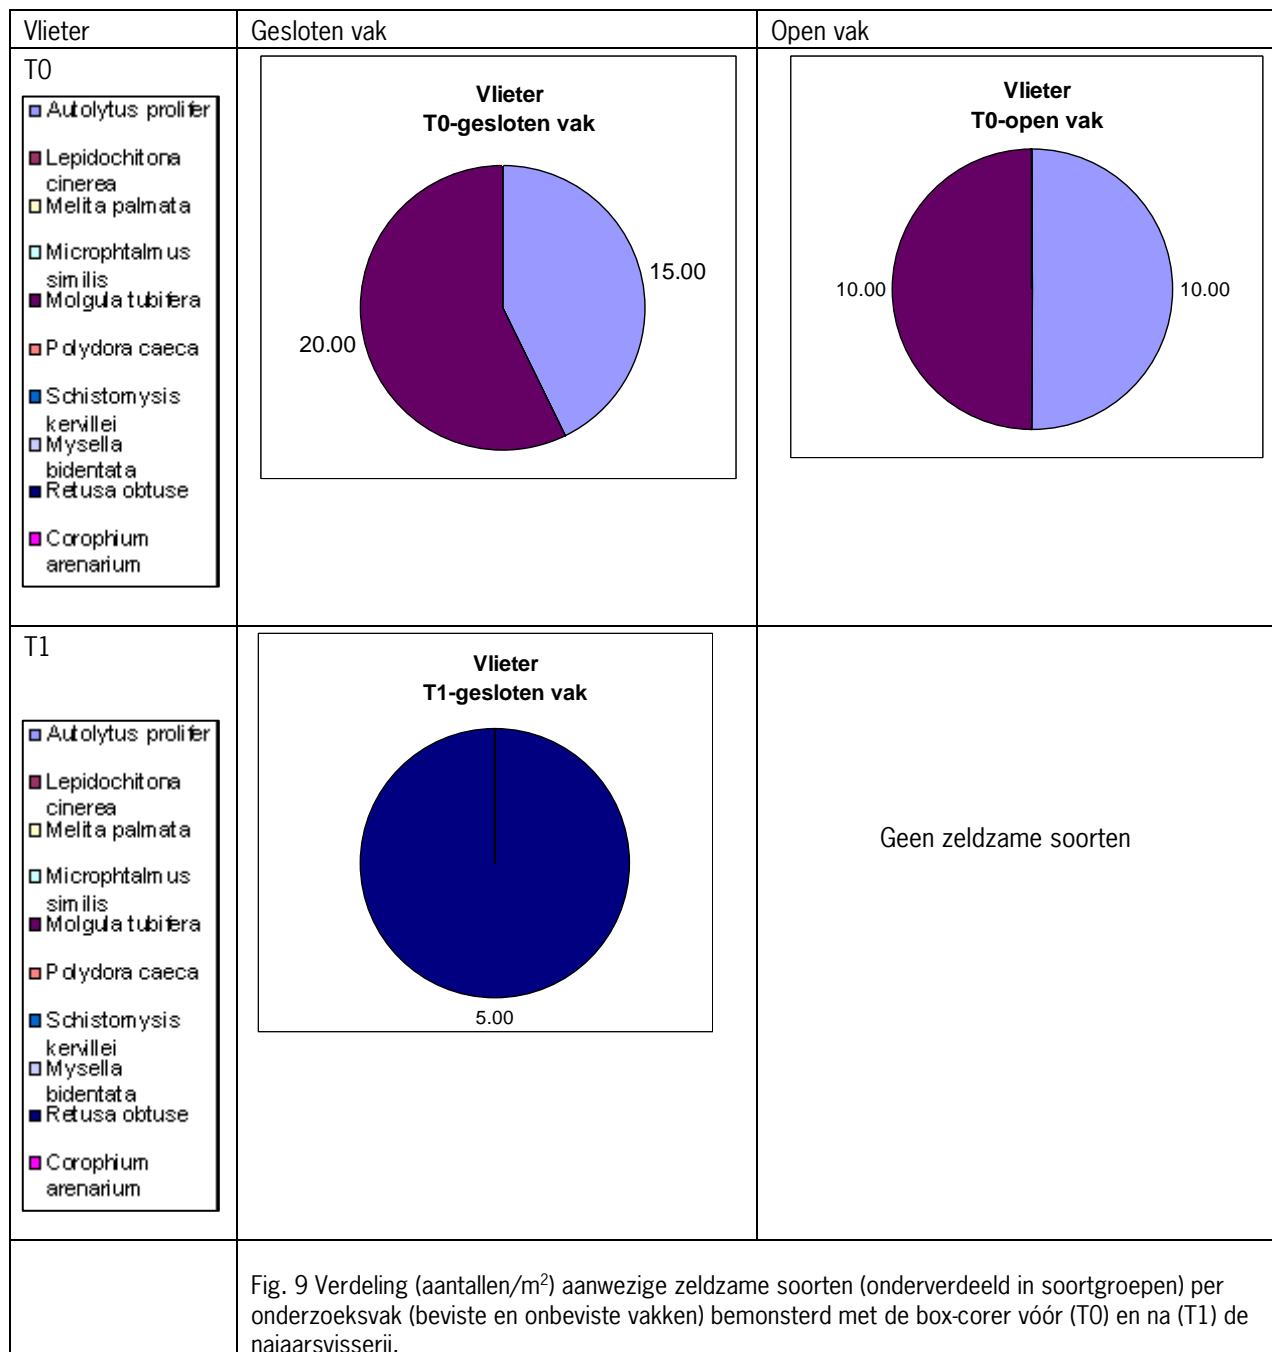 Vlieter
Gesloten vak
Open vak
T0
Autolytus prolifer
Lepidochitona
cinerea
Melita palmata
Microphtalmus
similis
Molgula tubifera
Polydora caeca
Schistomysis
kervillei
Mysella
bidentata
Retusa obtuse
Corophium
arenarium
Vlieter
T0-gesloten vak
15.00
20.00
Vlieter
T0-open vak
10.00
10.00
T1
Autolytus prolifer
Lepidochitona
cinerea
Melita palmata
Microphtalmus
similis
Molgula tubifera
Polydora caeca
Schistomysis
kervillei
Mysella
bidentata
Retusa obtuse
Corophium
arenarium
Vlieter
T1-gesloten vak
5.00
Geen zeldzame soorten
Fig. 9 Verdeling (aantallen/m²) aanwezige zeldzame soorten (onderverdeeld in soortgroepen) per
onderzoeksvak (beviste en onbeviste vakken) bemonsterd met de box-corer vóór (T0) en na (T1) de
najaarsvisserij.